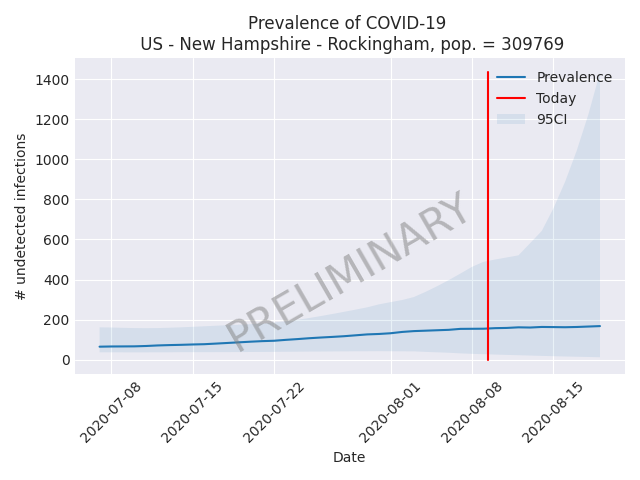 Prevalence of COVID-19
US - New Hampshire - Rockingham, pop. = 309769
# undetected infections
1400
1200
1000
800
600
400
200
0
Prevalence
Today
95CI
PRELIMINARY
2020-07-08
2020-07-15
2020-07-22
2020-08-01
2020-08-08
2020-08-15
Date